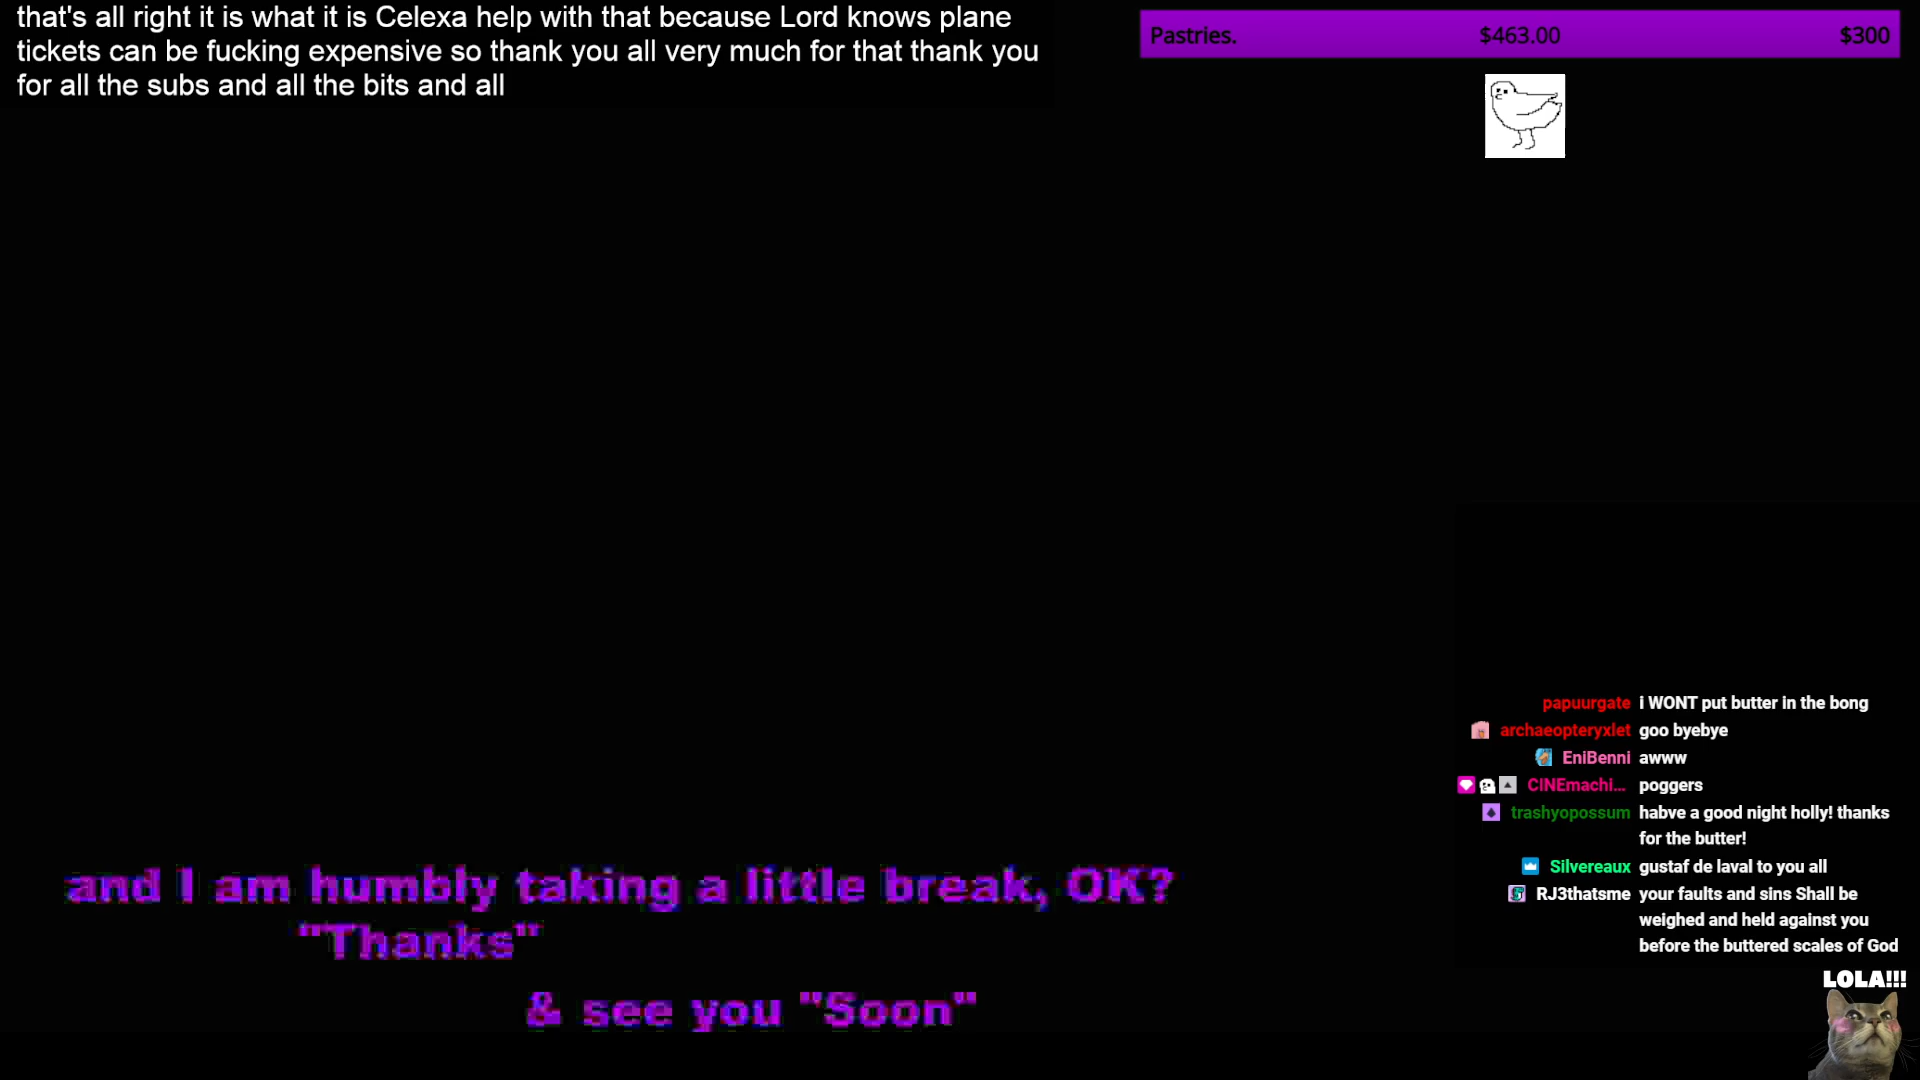 that's all right it is what it is Celexa help with that because Lord knows plane
tickets can be fucking expensive so thank you all very much for that thank you
for all the subs and all the bits and all
Pastries. $463.00 $300
papuurgate i WONT put butter in the bong
archaeopteryxlet goo byebye
EniBenni awww
CINEmachi... poggers
trashyopossum habve a good night holly! thanks
for the butter!
Silvereaux gustaf de laval to you all
RJ3thatsme your faults and sins Shall be
weighed and held against you
before the buttered scales of God
and I am humbly taking a little break, OK?
"Thanks"
& see you "Soon"
LOLA!!!